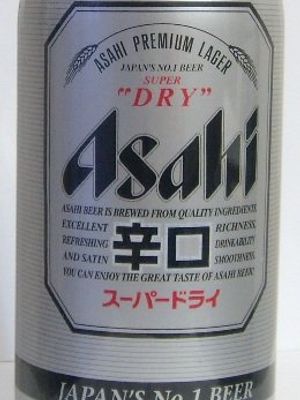 ASAHI PREMIUM LAGER
JAPAN'S NO.1 BEER
SUPER
"DRY"
Asahi
ASAHI BEER IS BREWED FROM QUALITY INGREDIENTS.
EXCELLENT 辛口 RICHNESS,
REFRESHING DRINKABILITY
AND SATIN SMOOTHNESS.
YOU CAN ENJOY THE GREAT TASTE OF ASAHI BEER!
スーパードライ
JAPAN'S No.1 BEER